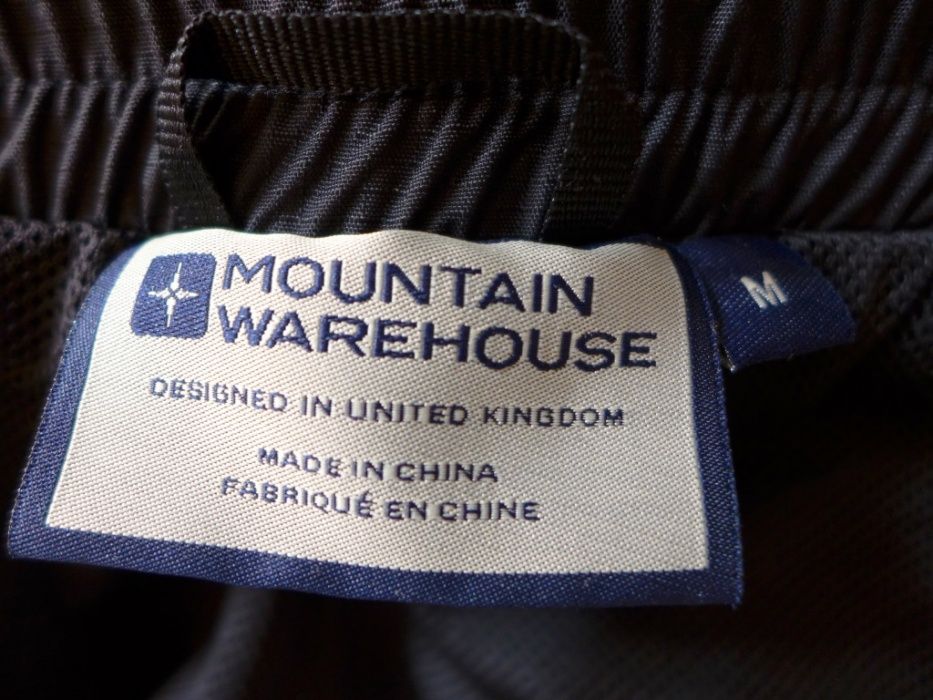 MOUNTAIN
WAREHOUSE
M
DESIGNED IN UNITED KINGDOM
MADE IN CHINA
FABRIQUÉ EN CHINE